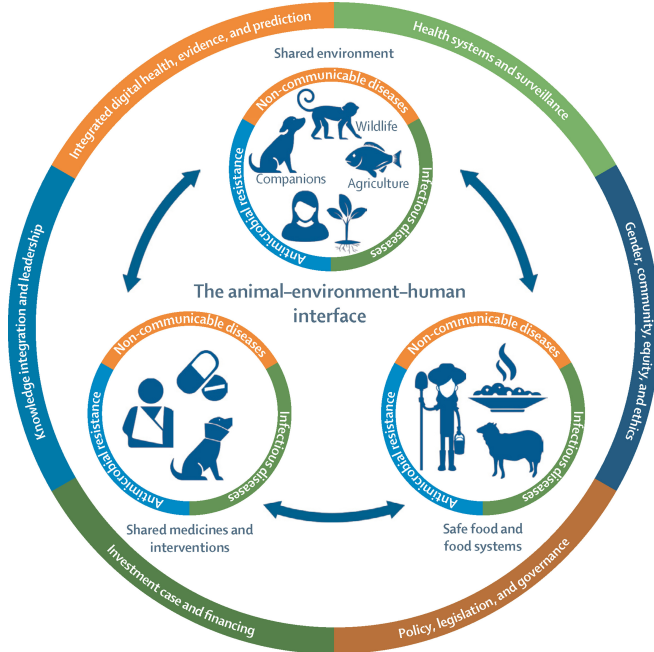 Integrated digital health, evidence, and prediction
Health systems and surveillance
Shared environment
Non-communicable diseases
Wildlife
Companions
Agriculture
Antimicrobial resistance
Infectious diseases
Knowledge integration and leadership
Gender, community, equity, and ethics
The animal–environment–human
interface
Non-communicable diseases
Antimicrobial resistance
Infectious diseases
Non-communicable diseases
Antimicrobial resistance
Infectious diseases
Shared medicines and
interventions
Safe food and
food systems
Investment case and financing
Policy, legislation, and governance